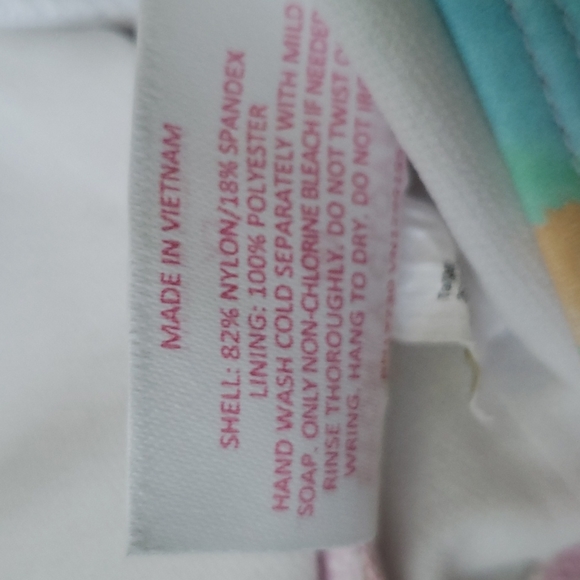 MADE IN VIETNAM
SHELL: 82% NYLON/18% SPANDEX
LINING: 100% POLYESTER
HAND WASH COLD SEPARATELY WITH MILD
SOAP. ONLY NON-CHLORINE BLEACH IF NEEDED
RINSE THOROUGHLY. DO NOT TWIST
WRING. HANG TO DRY. DO NOT